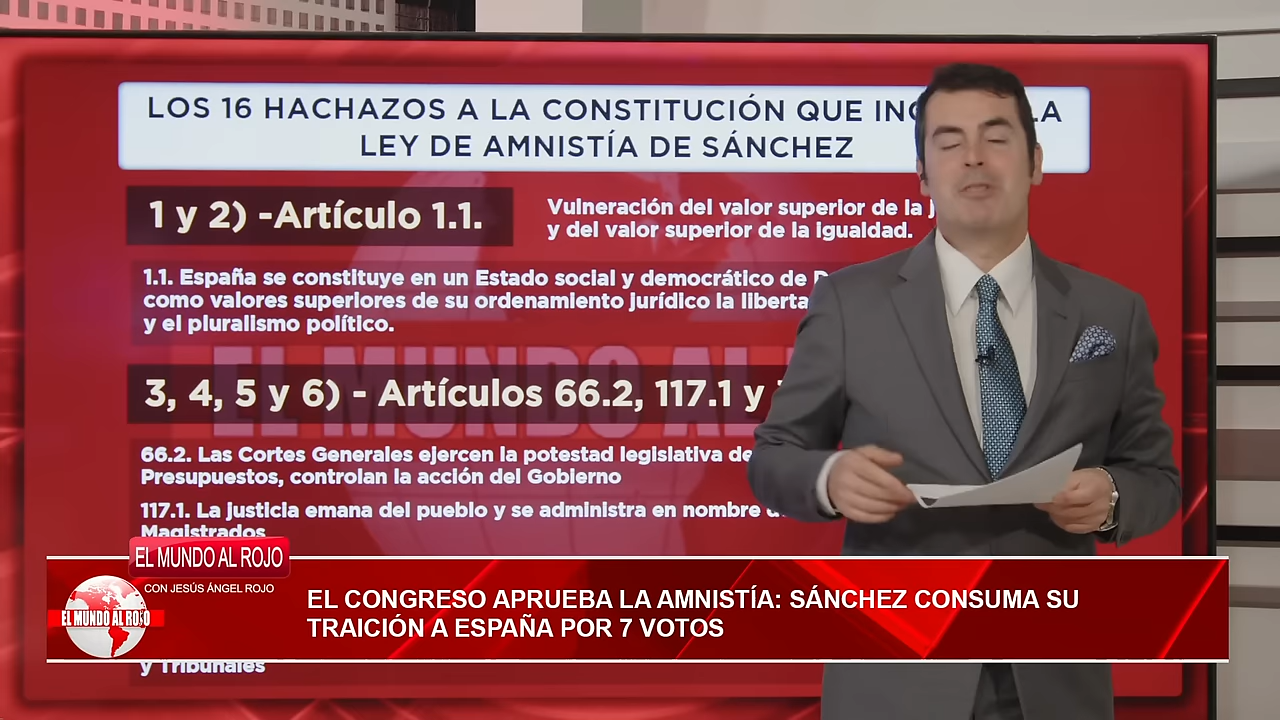 LOS 16 HACHAZOS A LA CONSTITUCIÓN QUE LA
LEY DE AMNISTÍA DE SÁNCHEZ
1 y 2) -Artículo 1.1.
Vulneración del valor superior de la
y del valor superior de la igualdad.
1.1. España se constituye en un Estado social y democrático de
como valores superiores de su ordenamiento jurídico la
y el pluralismo político.
EL MUNDO AL
3, 4, 5 y 6) - Artículos 66.2, 117.1 y
66.2. Las Cortes Generales ejercen la potestad legislativa
Presupuestos, controlan la acción del Gobierno
117.1. La justicia emana del pueblo y se administra en nombre
Magistrados
EL MUNDO AL ROJO
CON JESÚS ÁNGEL ROJO
EL MUNDO AL ROJO
EL CONGRESO APRUEBA LA AMNISTÍA: SÁNCHEZ CONSUMA SU
TRAICIÓN A ESPAÑA POR 7 VOTOS
y Tribunales